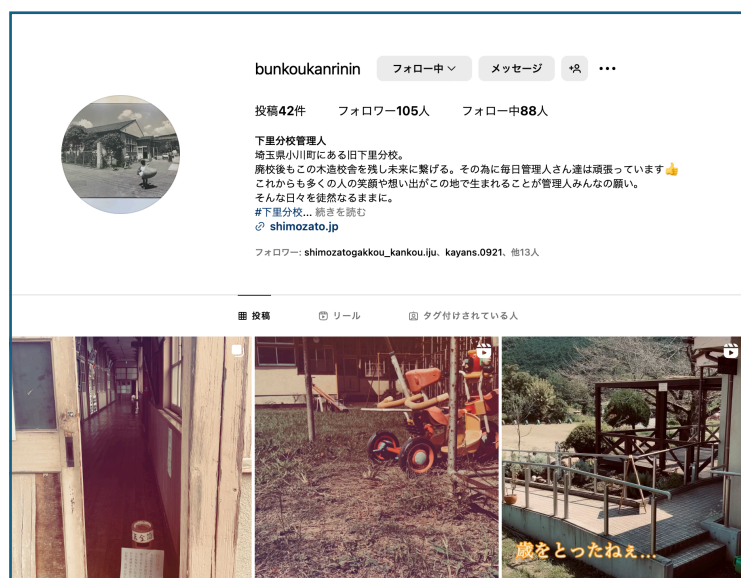 bunkoukanrinin フォロー中 メッセージ
投稿42件 フォロワー105人 フォロー中88人
下里分校管理人
埼玉県小川町にある旧下里分校。
廃校後もこの木造校舎を残し未来に繋げる。その為に毎日管理人さん達は頑張っています👍
これからも多くの人の笑顔や想い出がこの地で生まれることが管理人みんなの願い。
そんな日々を徒然なるままに。
#下里分校... 続きを読む
shimozato.jp
フォロワー: shimozatogakkou_kankou.iju、kayans.0921、他13人
投稿 リール タグ付けされている人
歳をとったねぇ...